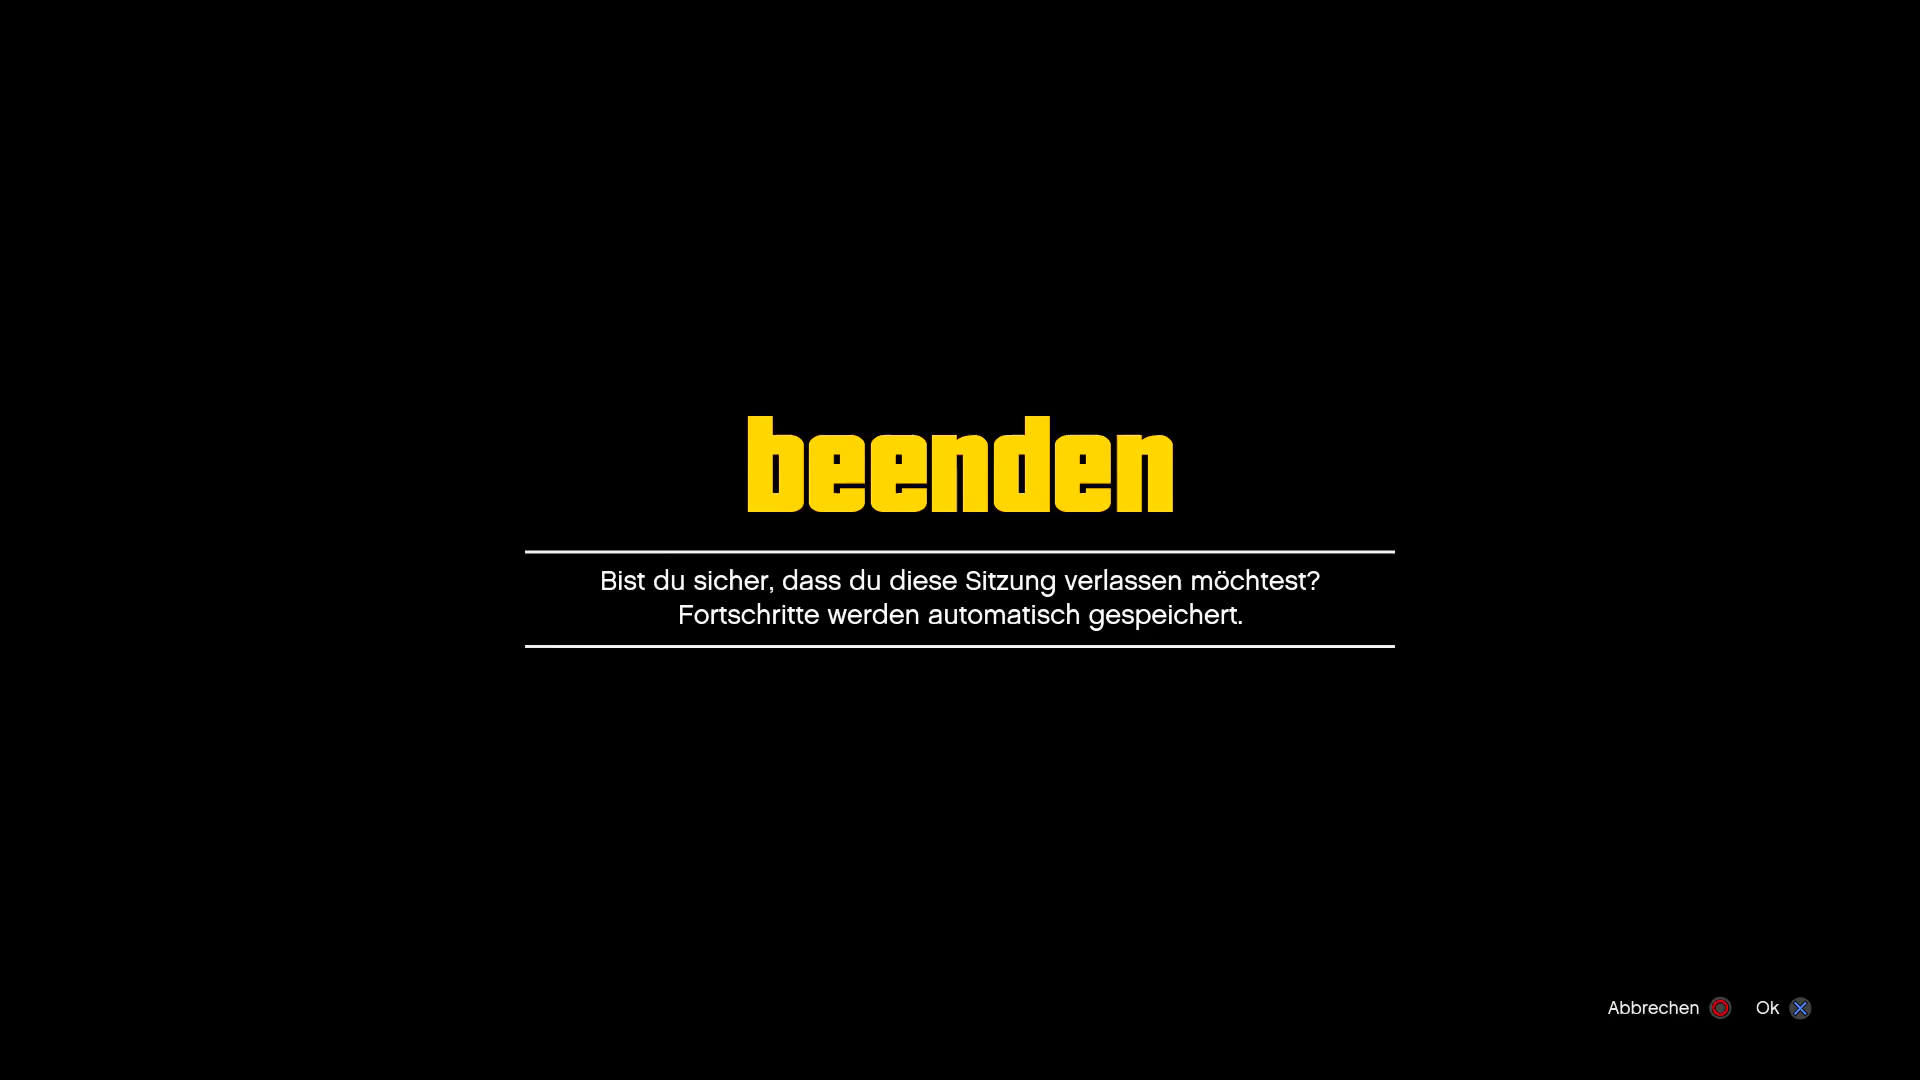 beenden
Bist du sicher, dass du diese Sitzung verlassen möchtest?
Fortschritte werden automatisch gespeichert.
Abbrechen Ok